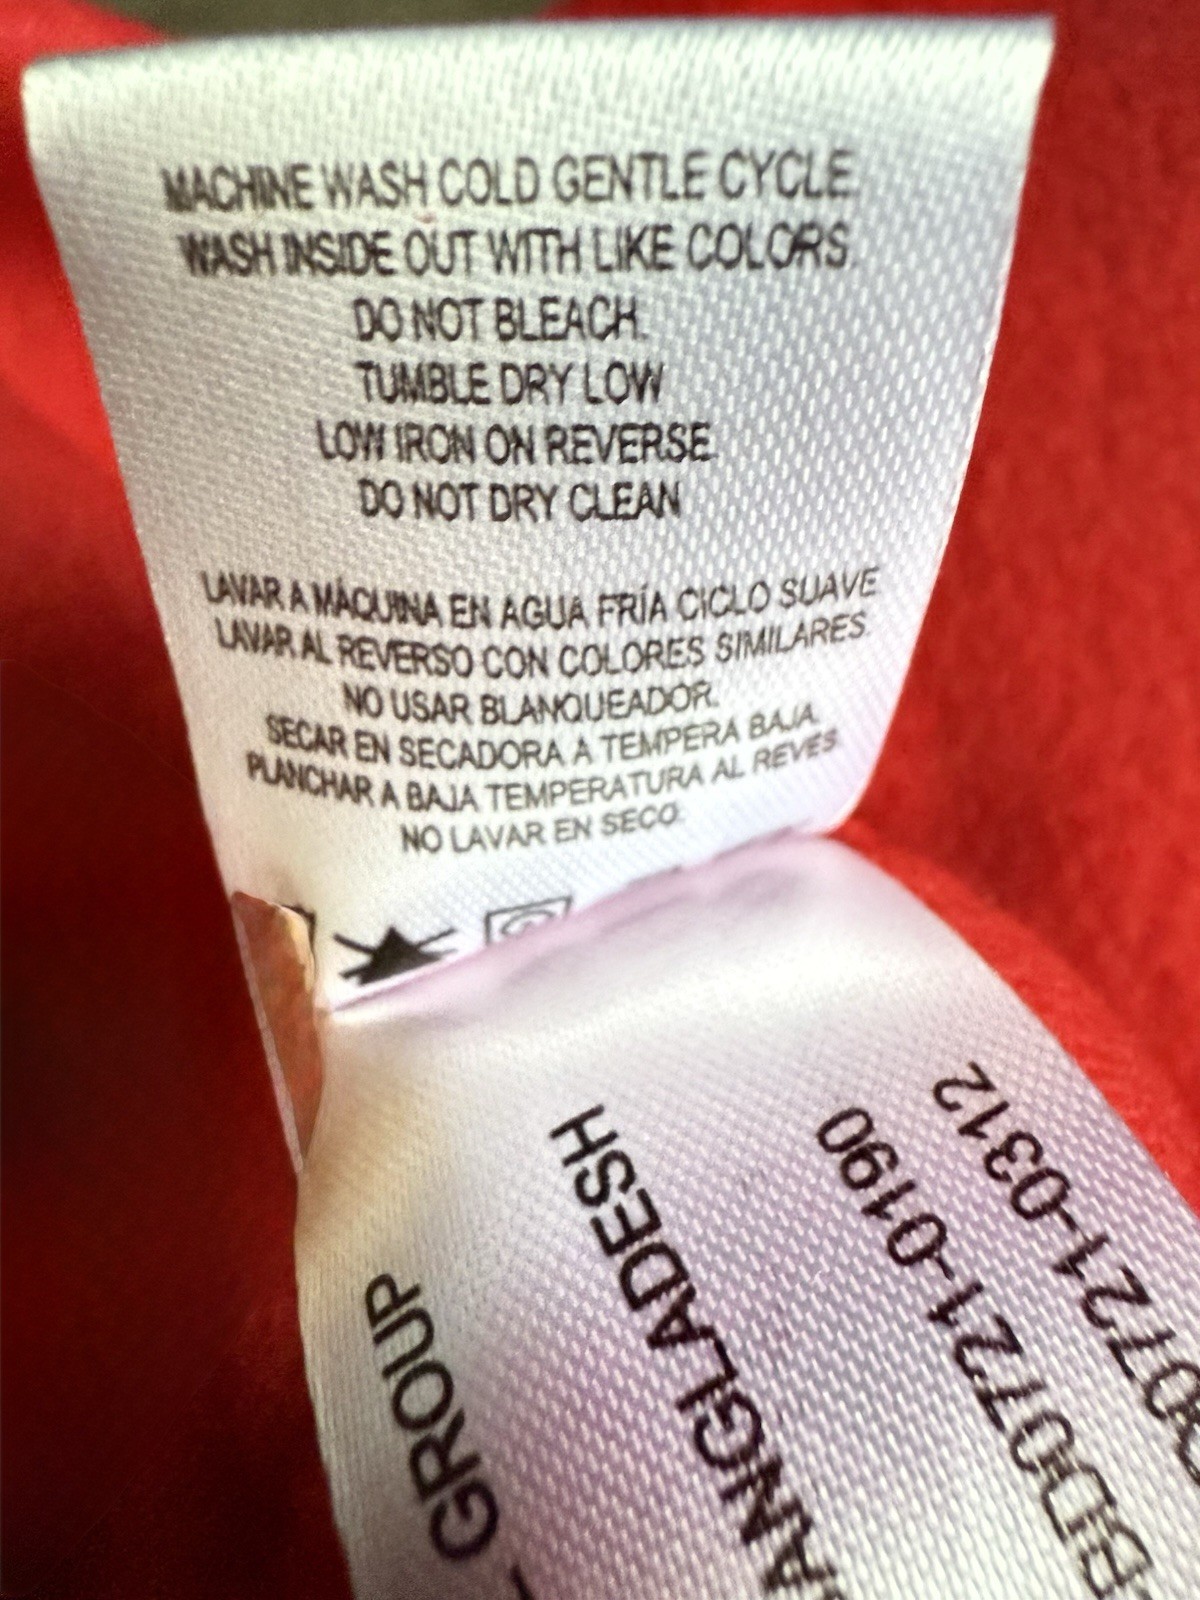 MACHINE WASH COLD GENTLE CYCLE.
WASH INSIDE OUT WITH LIKE COLORS.
DO NOT BLEACH.
TUMBLE DRY LOW
LOW IRON ON REVERSE.
DO NOT DRY CLEAN
LAVAR A MÁQUINA EN AGUA FRÍA CICLO SUAVE
LAVAR AL REVERSO CON COLORES SIMILARES.
NO USAR BLANQUEADOR.
SECAR EN SECADORA A TEMPERA BAJA.
PLANCHAR A BAJA TEMPERATURA AL REVES.
NO LAVAR EN SECO.
GROUP
ANGLADESH
BD0721-0190
0721-0312